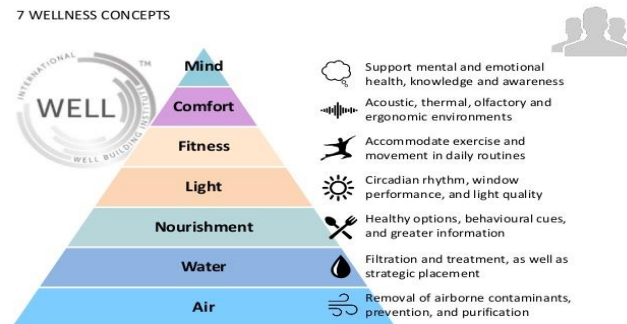 7 WELLNESS CONCEPTS
INTERNATIONAL
WELL
WELL BUILDING INSTITUTE
TM
Mind
Support mental and emotional
health, knowledge and awareness
Comfort
Acoustic, thermal, olfactory and
ergonomic environments
Fitness
Accommodate exercise and
movement in daily routines
Light
Circadian rhythm, window
performance, and light quality
Nourishment
Healthy options, behavioural cues,
and greater information
Water
Filtration and treatment, as well as
strategic placement
Air
Removal of airborne contaminants,
prevention, and purification